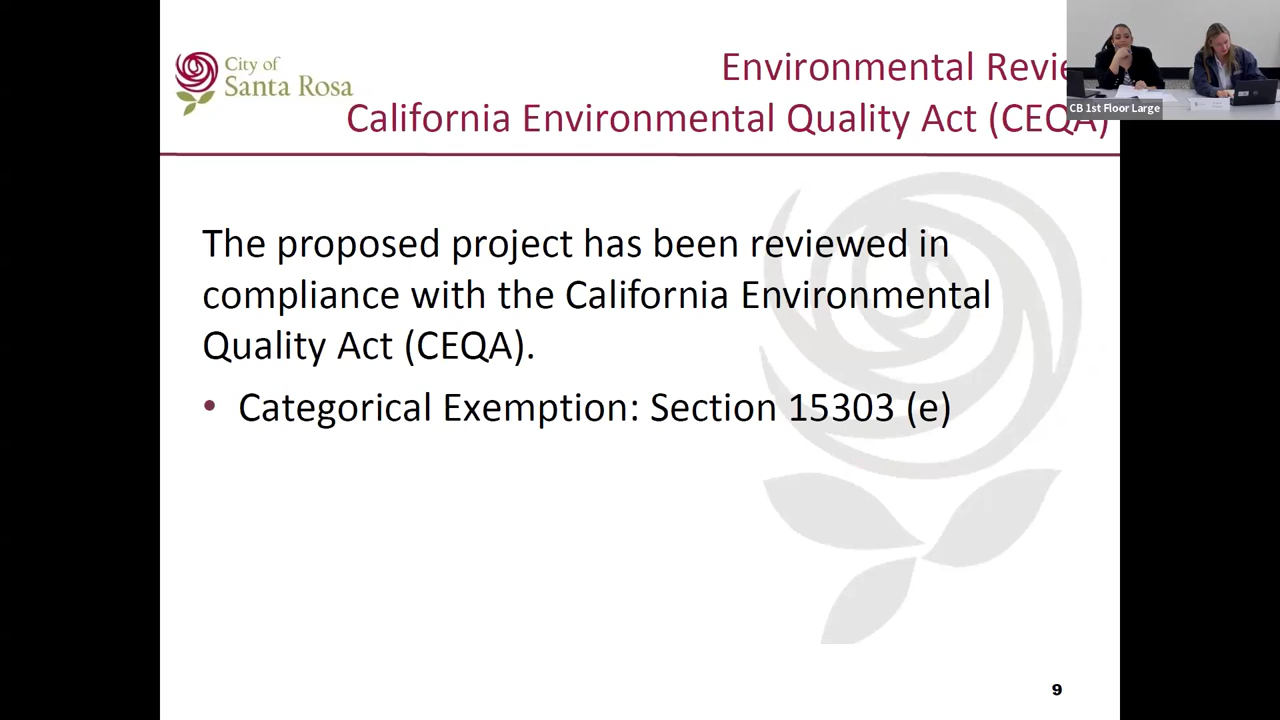 City of
Santa Rosa
Environmental Revie
California Environmental Quality Act (CEQA)
CB 1st Floor Large
The proposed project has been reviewed in
compliance with the California Environmental
Quality Act (CEQA).
• Categorical Exemption: Section 15303 (e)
9